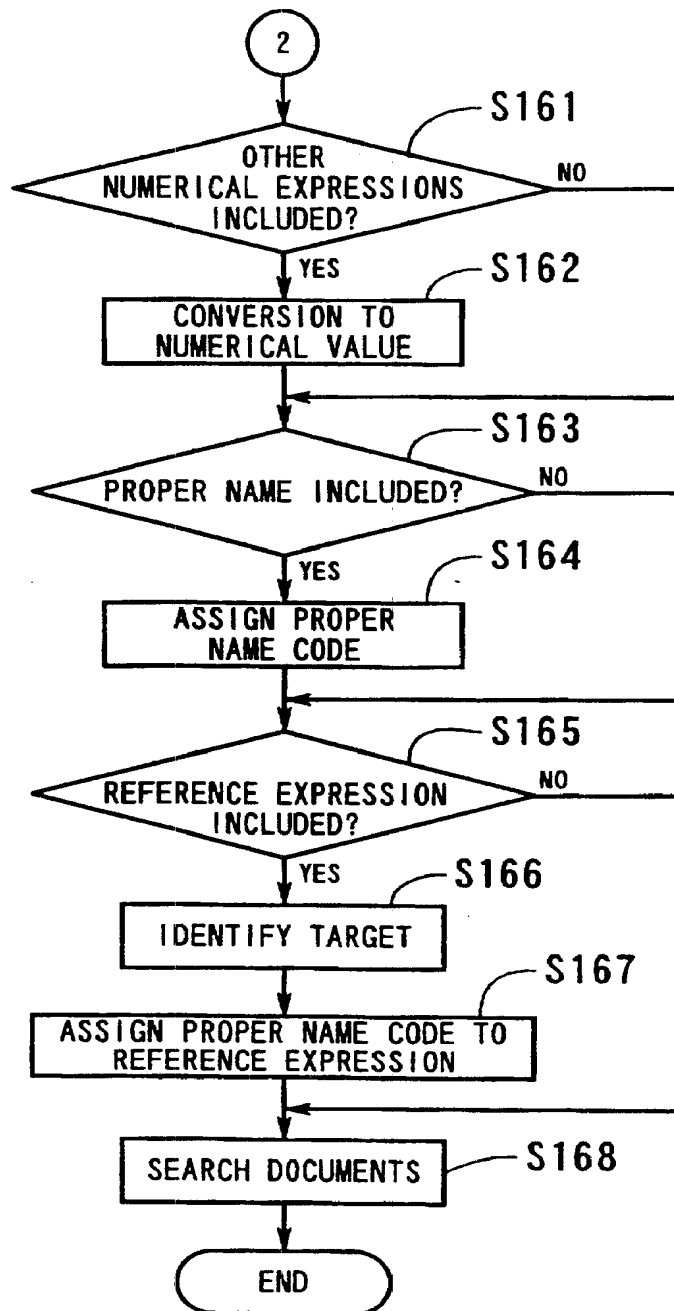 2
S161
OTHER
NUMERICAL EXPRESSIONS
INCLUDED?
NO
YES
S162
CONVERSION TO
NUMERICAL VALUE
S163
PROPER NAME INCLUDED?
NO
YES
S164
ASSIGN PROPER
NAME CODE
S165
REFERENCE EXPRESSION
INCLUDED?
NO
YES
S166
IDENTIFY TARGET
S167
ASSIGN PROPER NAME CODE TO
REFERENCE EXPRESSION
SEARCH DOCUMENTS
S168
END